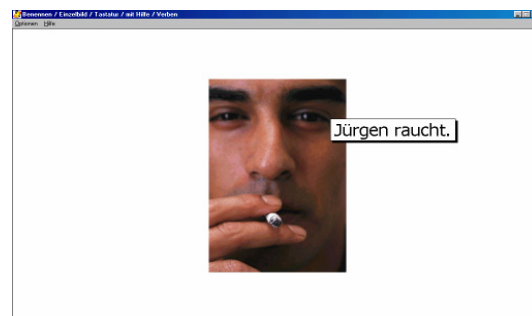 Benennen / Einzelbild / Tastatur / mit Hilfe / Verben
Optionen Hilfe
Jürgen raucht.